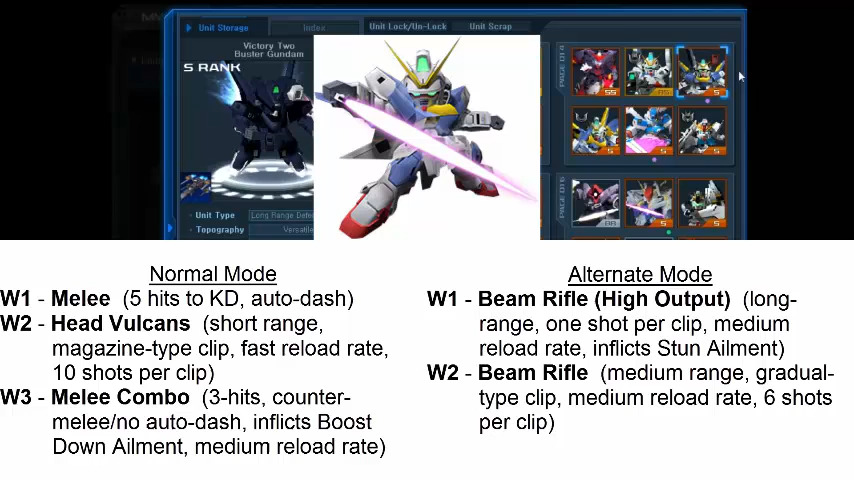 Unit Storage
Index
Unit Lock/Un-Lock
Unit Scrap
Victory Two
Buster Gundam
S RANK
Unit Type
Long Range Defe
Topography
Versatile
PAGE 014
SS
S
S
S
S
PAGE 015
S
S
Normal Mode
W1 - Melee (5 hits to KD, auto-dash)
W2 - Head Vulcans (short range,
magazine-type clip, fast reload rate,
10 shots per clip)
W3 - Melee Combo (3-hits, counter-
melee/no auto-dash, inflicts Boost
Down Ailment, medium reload rate)
Alternate Mode
W1 - Beam Rifle (High Output) (long-
range, one shot per clip, medium
reload rate, inflicts Stun Ailment)
W2 - Beam Rifle (medium range, gradual-
type clip, medium reload rate, 6 shots
per clip)